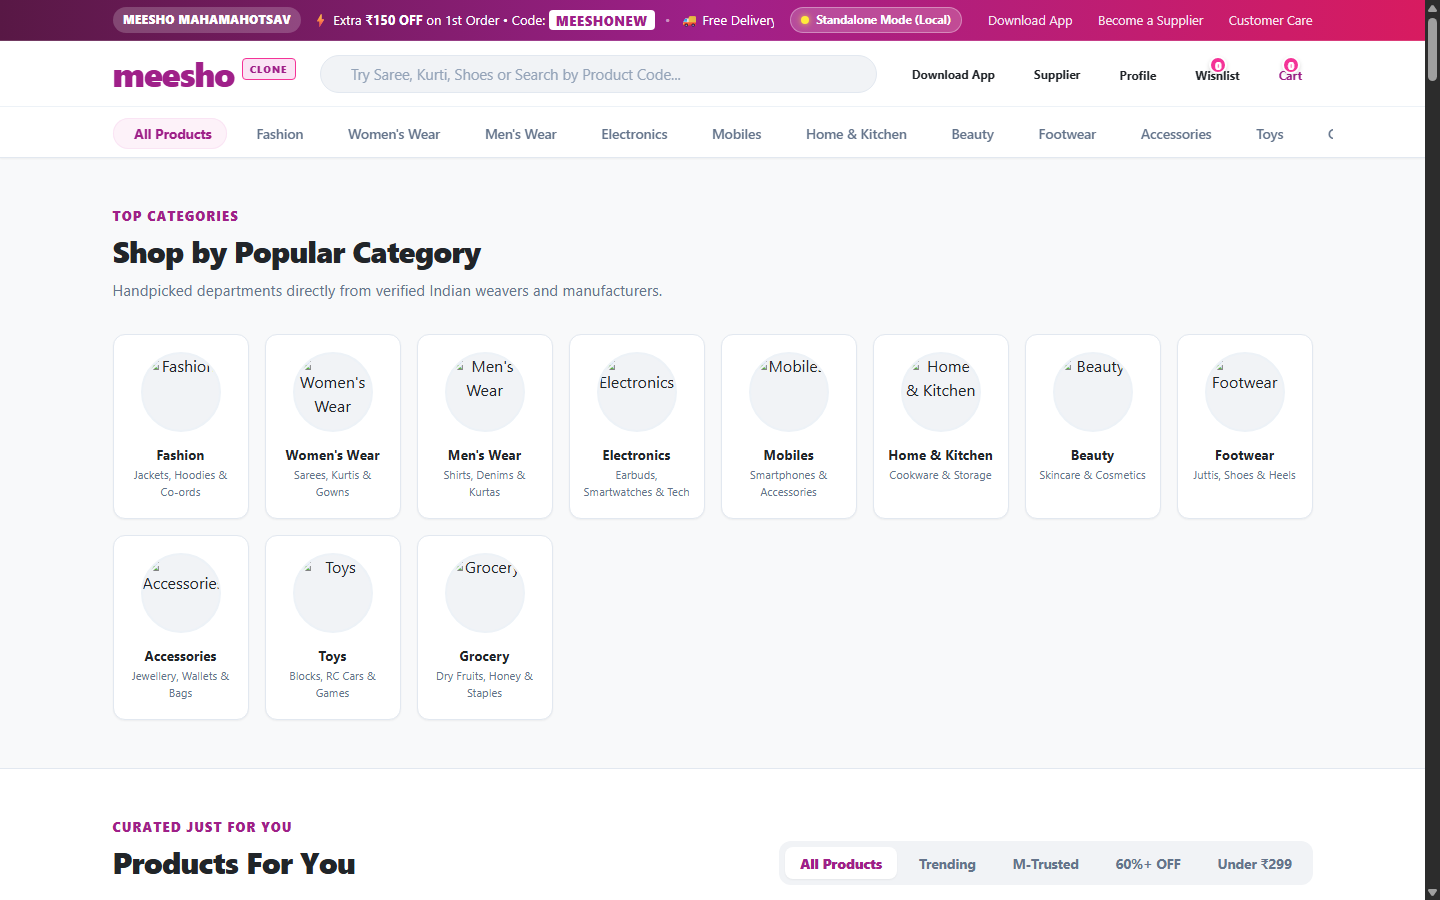 MEESHO MAHAMAHOTSAV ⚡ Extra ₹150 OFF on 1st Order • Code: MEESHONEW • 🚚 Free Delivery Standalone Mode (Local) Download App Become a Supplier Customer Care
meesho CLONE Try Saree, Kurti, Shoes or Search by Product Code... Download App Supplier Profile Wishlist 0 Cart 0
All Products Fashion Women's Wear Men's Wear Electronics Mobiles Home & Kitchen Beauty Footwear Accessories Toys
TOP CATEGORIES
Shop by Popular Category
Handpicked departments directly from verified Indian weavers and manufacturers.
Fashion Women's Wear Men's Wear Electronics Mobile Home & Kitchen Beauty Footwear
Fashion Women's Wear Men's Wear Electronics Mobiles Home & Kitchen Beauty Footwear
Jackets, Hoodies & Co-ords Sarees, Kurtis & Gowns Shirts, Denims & Kurtas Earbuds, Smartwatches & Tech Smartphones & Accessories Cookware & Storage Skincare & Cosmetics Juttis, Shoes & Heels
Accessorie Toys Grocery
Accessories Toys Grocery
Jewellery, Wallets & Bags Blocks, RC Cars & Games Dry Fruits, Honey & Staples
CURATED JUST FOR YOU
Products For You All Products Trending M-Trusted 60%+ OFF Under ₹299